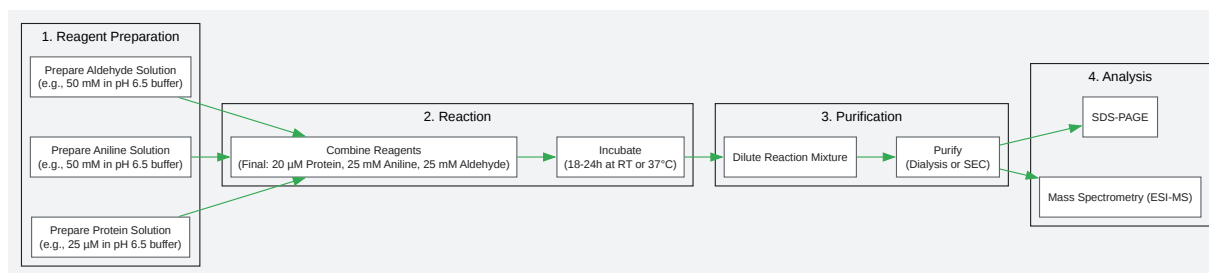 1. Reagent Preparation
Prepare Aldehyde Solution
(e.g., 50 mM in pH 6.5 buffer)
Prepare Aniline Solution
(e.g., 50 mM in pH 6.5 buffer)
Prepare Protein Solution
(e.g., 25 µM in pH 6.5 buffer)
2. Reaction
Combine Reagents
(Final: 20 µM Protein, 25 mM Aniline, 25 mM Aldehyde)
Incubate
(18-24h at RT or 37°C)
3. Purification
Dilute Reaction Mixture
Purify
(Dialysis or SEC)
4. Analysis
SDS-PAGE
Mass Spectrometry (ESI-MS)